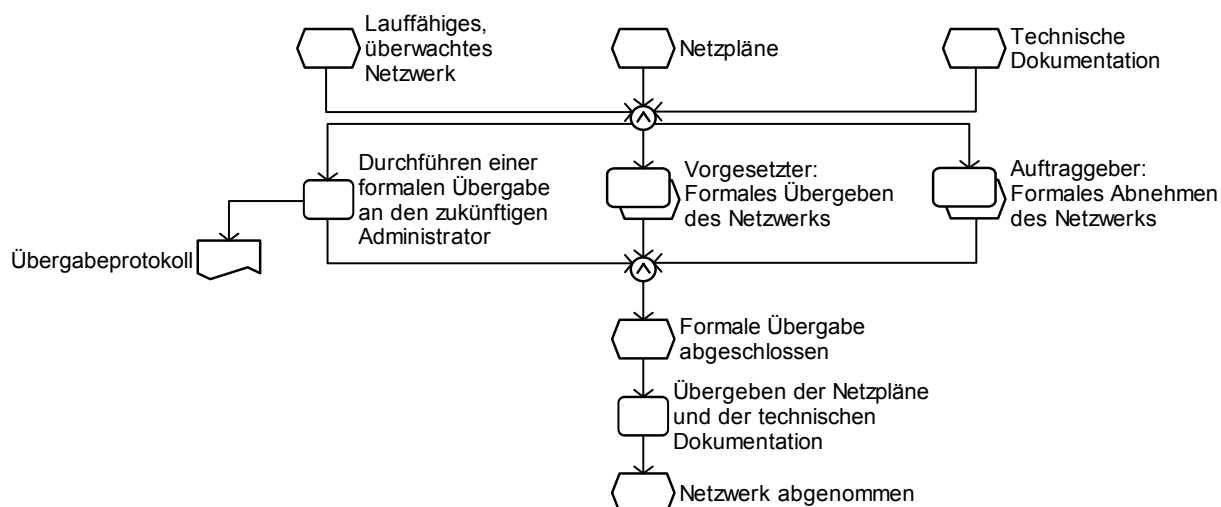 Lauffähiges,
überwachtes
Netzwerk
Netzpläne
Technische
Dokumentation
Durchführen einer
formalen Übergabe
an den zukünftigen
Administrator
Vorgesetzter:
Formales Übergeben
des Netzwerks
Auftraggeber:
Formales Abnehmen
des Netzwerks
Übergabeprotokoll
Formale Übergabe
abgeschlossen
Übergeben der Netzpläne
und der technischen
Dokumentation
Netzwerk abgenommen